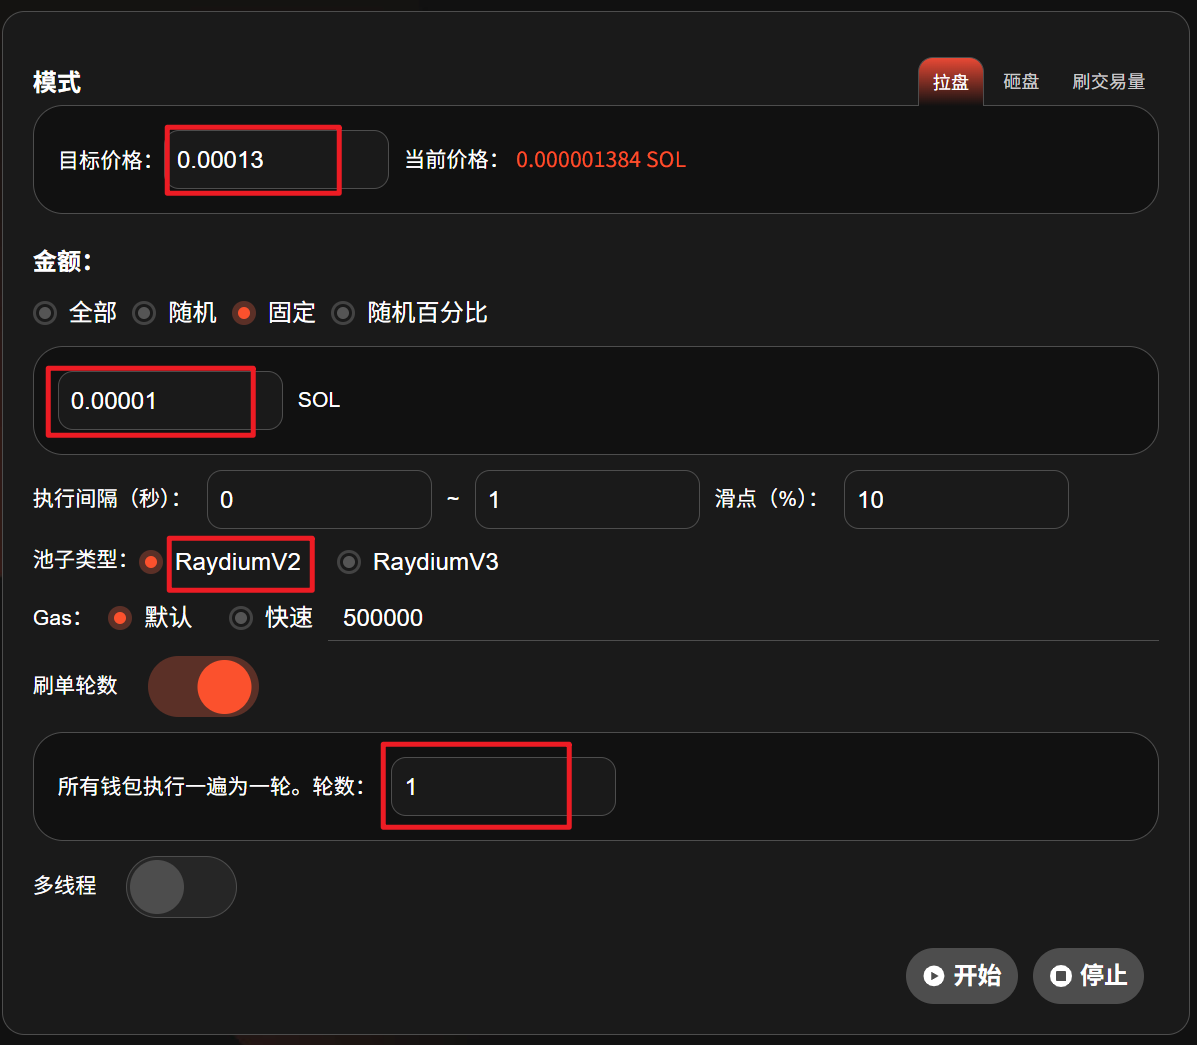 模式
拉盘 砸盘 刷交易量
目标价格： 0.00013 当前价格： 0.000001384 SOL
金额：
全部 随机 固定 随机百分比
0.00001 SOL
执行间隔（秒）： 0 ~ 1 滑点（%）： 10
池子类型： RaydiumV2 RaydiumV3
Gas： 默认 快速 500000
刷单轮数
所有钱包执行一遍为一轮。轮数： 1
多线程
开始 停止